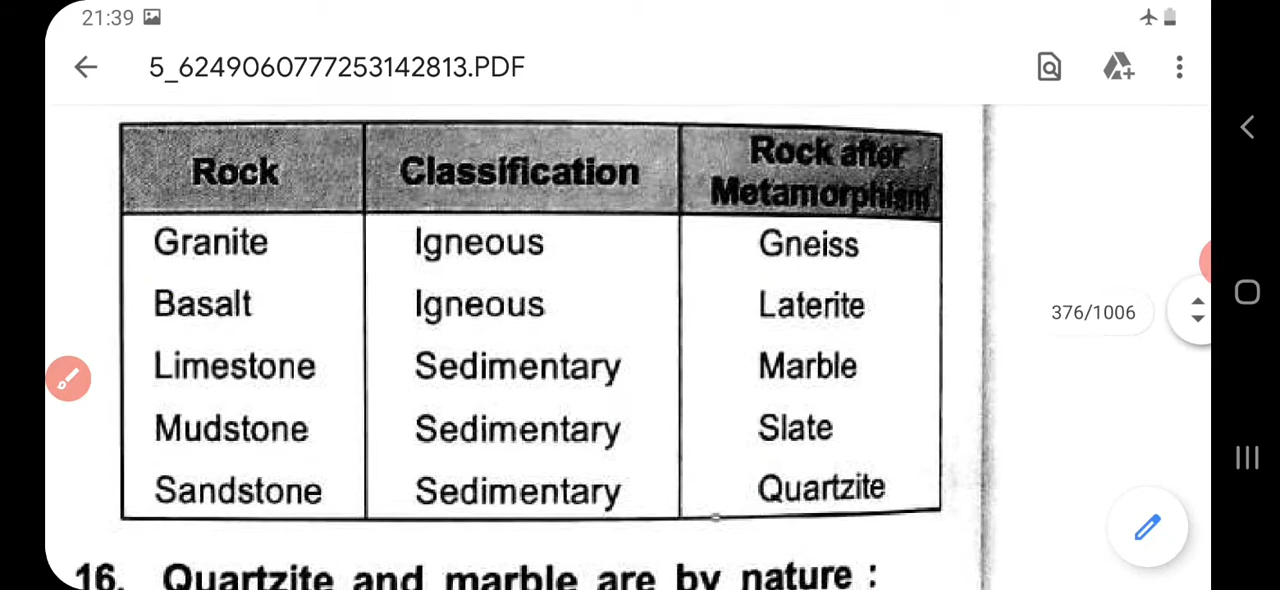 21:39
5_6249060777253142813.PDF
Rock Classification Rock after Metamorphism
Granite Igneous Gneiss
Basalt Igneous Laterite
Limestone Sedimentary Marble
Mudstone Sedimentary Slate
Sandstone Sedimentary Quartzite
376/1006
16. Quartzite and marble are by nature :